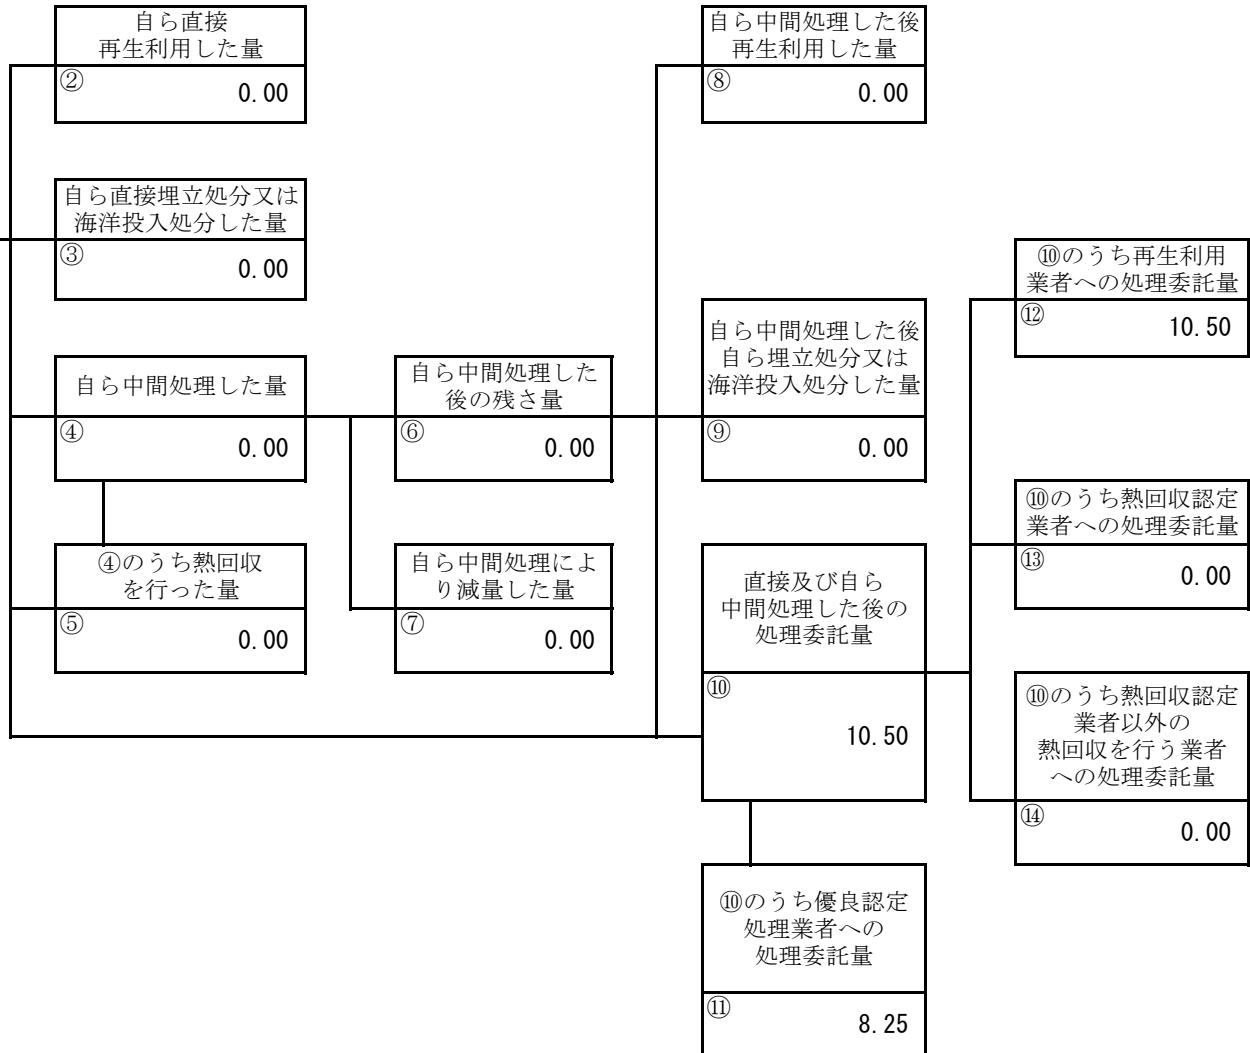 自ら直接
再生利用した量
②
0.00
自ら中間処理した後
再生利用した量
⑧
0.00
自ら直接埋立処分又は
海洋投入処分した量
③
0.00
⑩のうち再生利用
業者への処理委託量
⑫
10.50
自ら中間処理した後
自ら埋立処分又は
海洋投入処分した量
⑨
0.00
自ら中間処理した量
④
0.00
自ら中間処理した
後の残さ量
⑥
0.00
⑩のうち熱回収認定
業者への処理委託量
⑬
0.00
④のうち熱回収
を行った量
⑤
0.00
自ら中間処理によ
り減量した量
⑦
0.00
直接及び自ら
中間処理した後の
処理委託量
⑩
10.50
⑩のうち熱回収認定
業者以外の
熱回収を行う業者
への処理委託量
⑭
0.00
⑩のうち優良認定
処理業者への
処理委託量
⑪
8.25